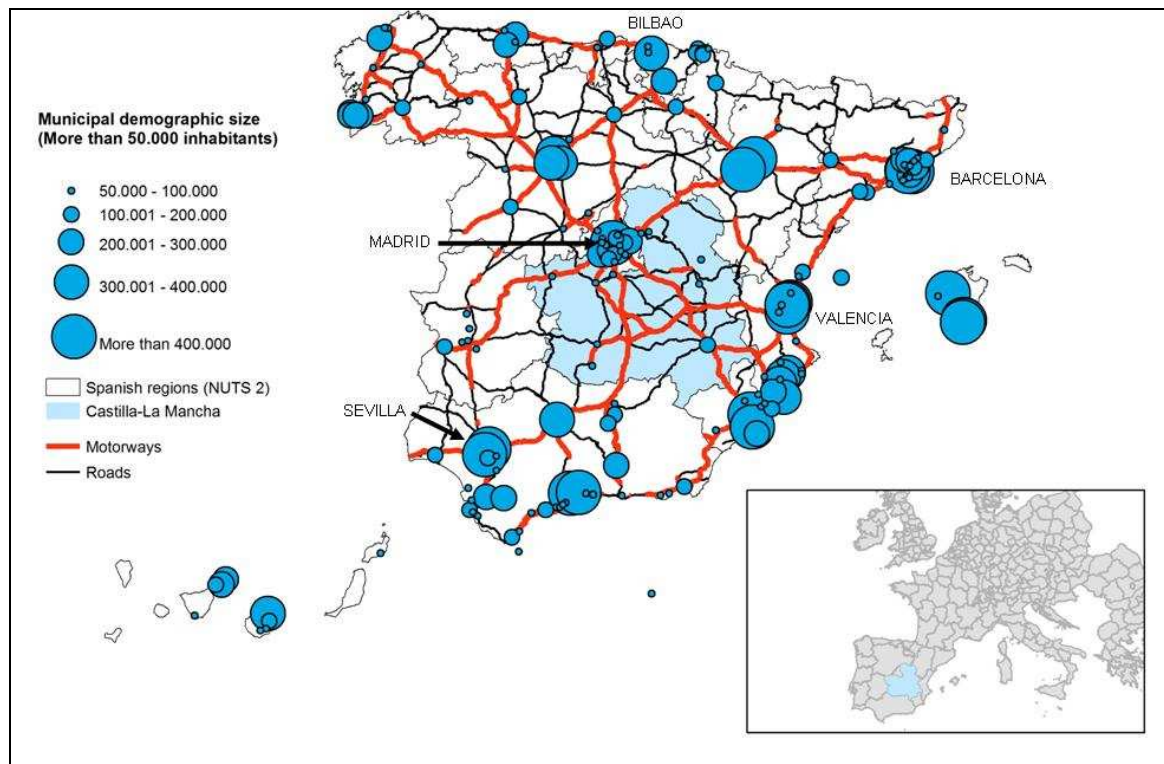 BILBAO
Municipal demographic size
(More than 50.000 inhabitants)
50.000 - 100.000
100.001 - 200.000
200.001 - 300.000
300.001 - 400.000
More than 400.000
Spanish regions (NUTS 2)
Castilla-La Mancha
Motorways
Roads
BARCELONA
MADRID
VALENCIA
SEVILLA